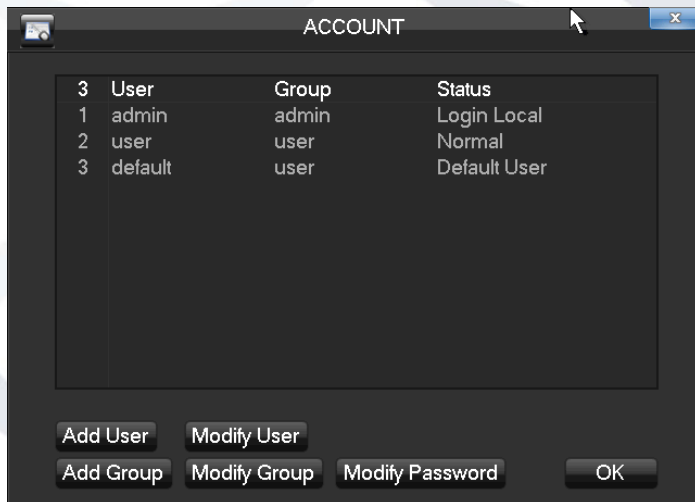 ACCOUNT
x
3 User Group Status
1 admin admin Login Local
2 user user Normal
3 default user Default User
Add User Modify User
Add Group Modify Group Modify Password OK